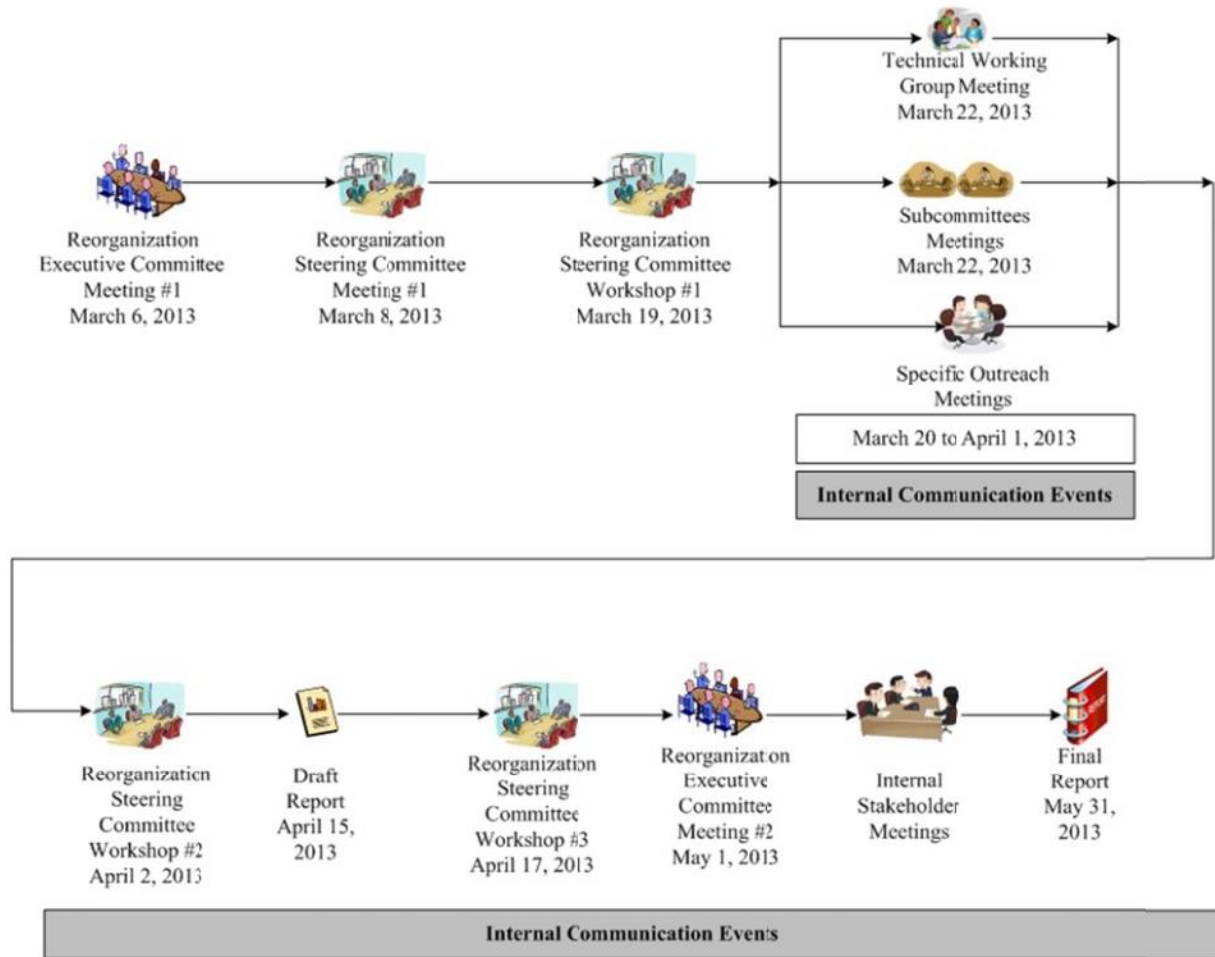 Technical Working
Group Meeting
March 22, 2013
Reorganization
Executive Committee
Meeting #1
March 6, 2013
Reorganization
Steering Committee
Meeting #1
March 8, 2013
Reorganization
Steering Committee
Workshop #1
March 19, 2013
Subcommittees
Meetings
March 22, 2013
Specific Outreach
Meetings
March 20 to April 1, 2013
Internal Communication Events
Reorganization
Steering
Committee
Workshop #2
April 2, 2013
Draft
Report
April 15,
2013
Reorganization
Steering
Committee
Workshop #3
April 17, 2013
Reorganization
Executive
Committee
Meeting #2
May 1, 2013
Internal
Stakeholder
Meetings
Final
Report
May 31,
2013
Internal Communication Events